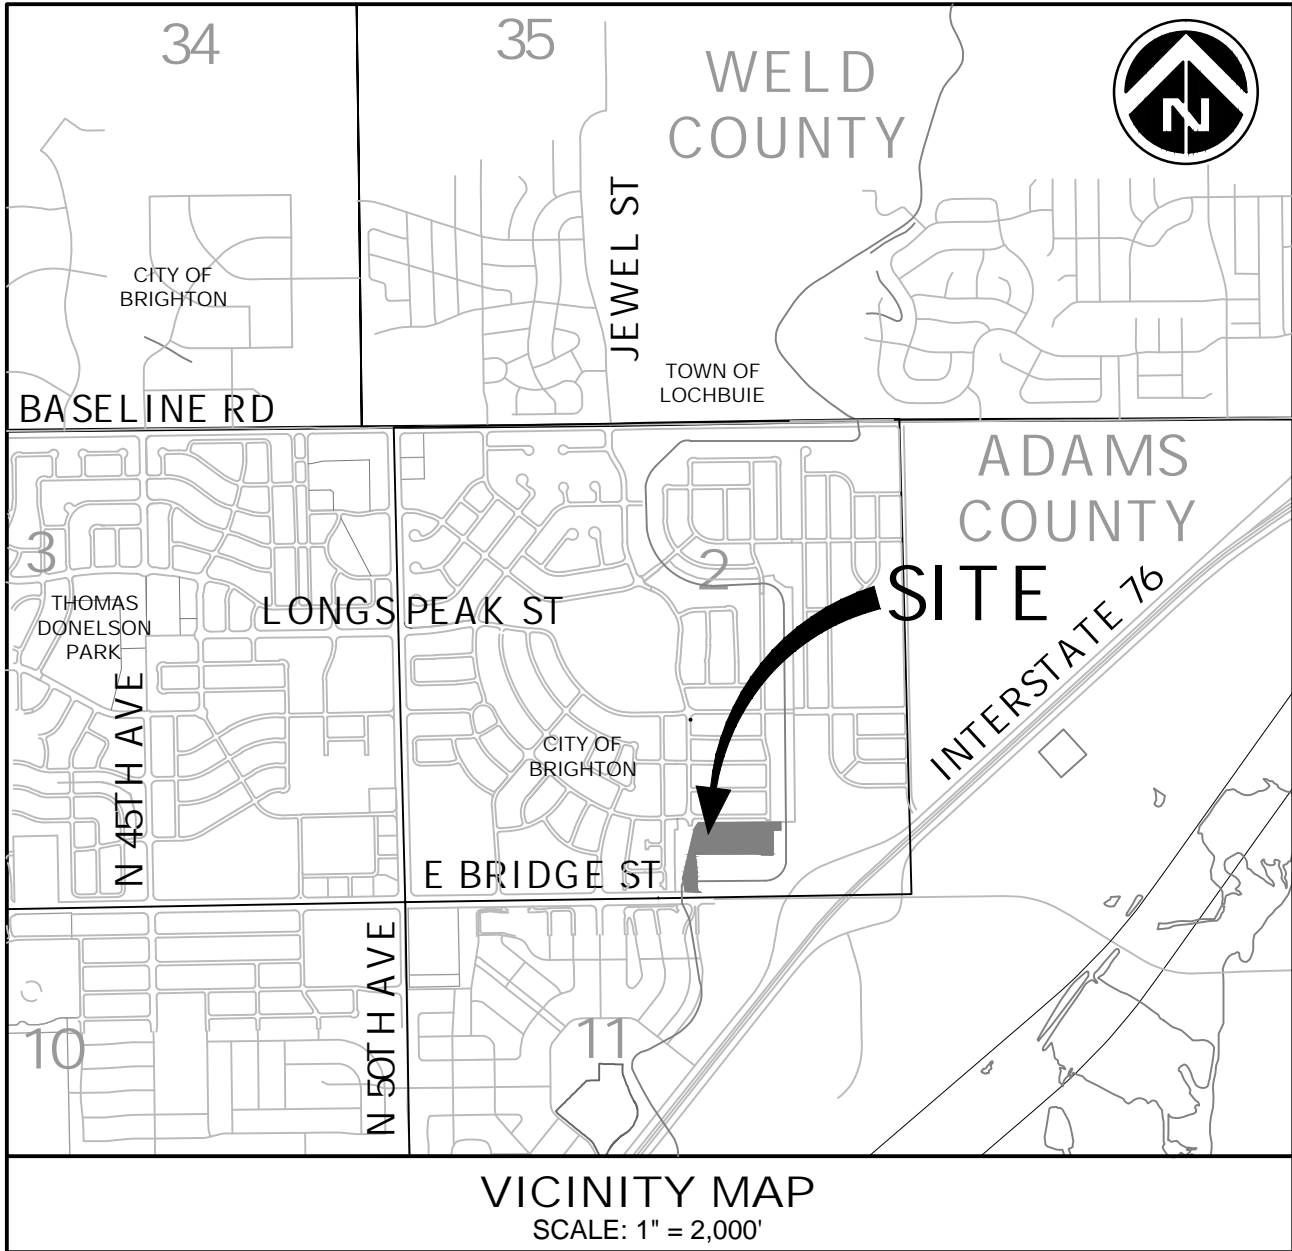 34
35
WELD
COUNTY
N
JEWEL ST
CITY OF
BRIGHTON
TOWN OF
LOCHBUIE
BASELINE RD
ADAMS
COUNTY
3
2
SITE
THOMAS
DONELSON
PARK
LONGS PEAK ST
INTERSTATE 76
N 45TH AVE
CITY OF
BRIGHTON
E BRIDGE ST
N 50TH AVE
10
11
VICINITY MAP
SCALE: 1" = 2,000'